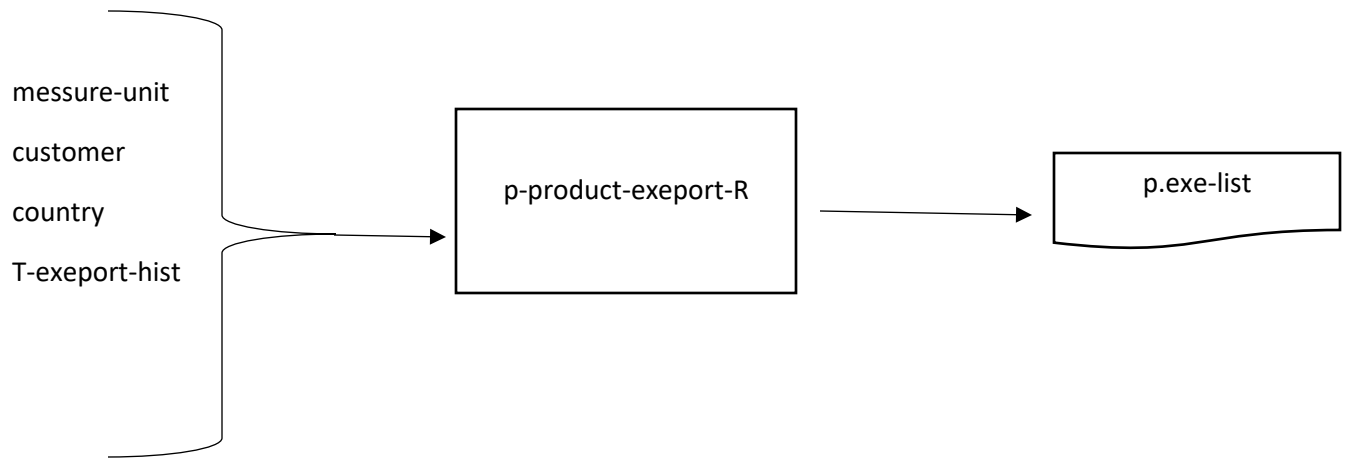 messure-unit
customer
country
T-exeport-hist
p-product-exeport-R
p.exe-list